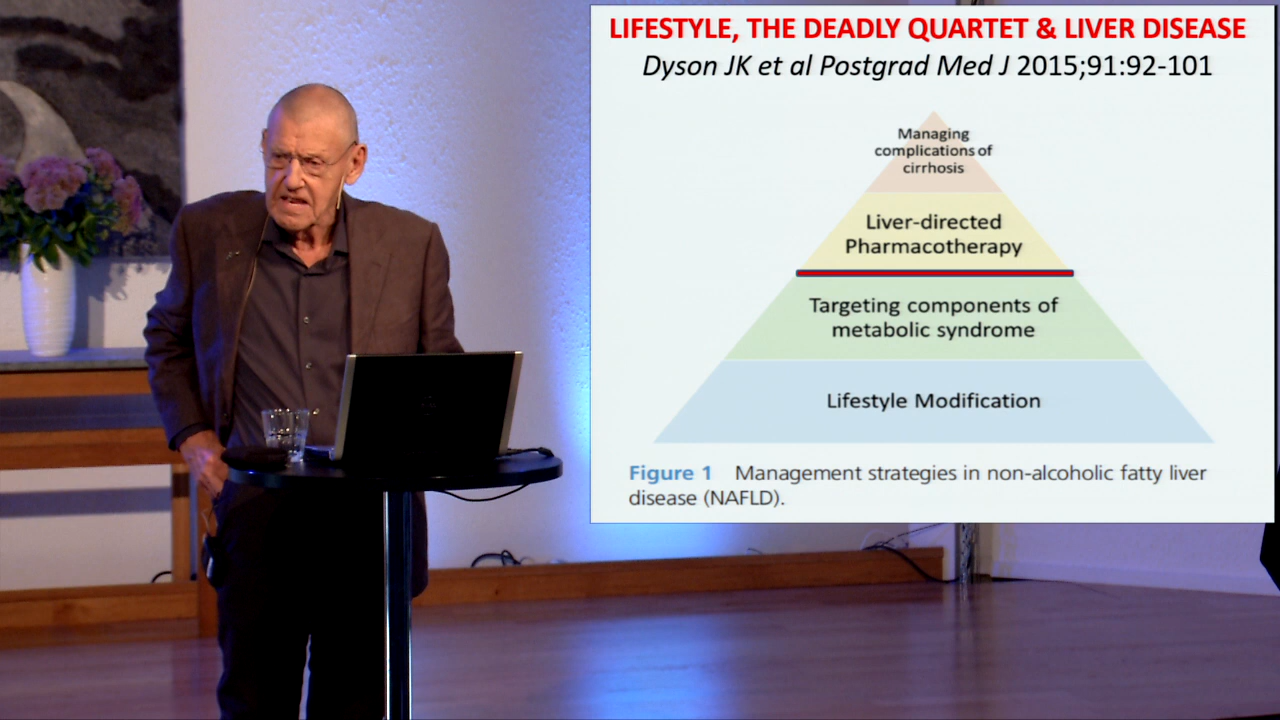 LIFESTYLE, THE DEADLY QUARTET & LIVER DISEASE
Dyson JK et al Postgrad Med J 2015;91:92-101
Managing
complications of
cirrhosis
Liver-directed
Pharmacotherapy
Targeting components of
metabolic syndrome
Lifestyle Modification
Figure 1 Management strategies in non-alcoholic fatty liver
disease (NAFLD).